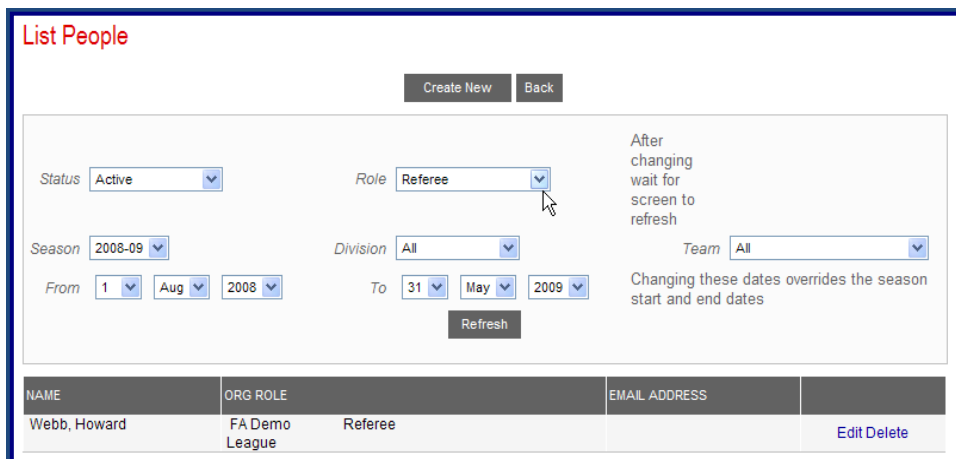 List People
Create New Back
After
changing
wait for
screen to
refresh
Status Active Role Referee
Season 2008-09 Division All Team All
From 1 Aug 2008 To 31 May 2009 Changing these dates overrides the season
start and end dates
Refresh
NAME ORG ROLE EMAIL ADDRESS
Webb, Howard FA Demo Referee
League
Edit Delete